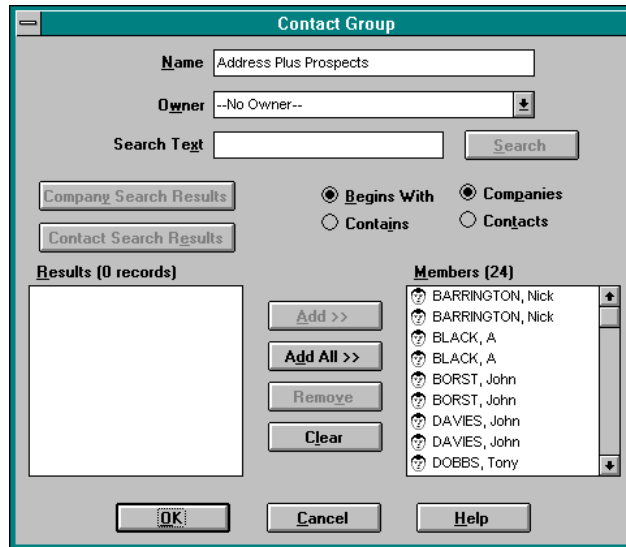 Contact Group
Name Address Plus Prospects
Owner --No Owner--
Search Text Search
Company Search Results Begins With Companies
Contact Search Results Contains Contacts
Results (0 records) Members (24)
BARRINGTON, Nick
Add >> BARRINGTON, Nick
BLACK, A
Add All >> BLACK, A
BORST, John
Remove BORST, John
DAVIES, John
Clear DAVIES, John
DOBBS, Tony
OK Cancel Help